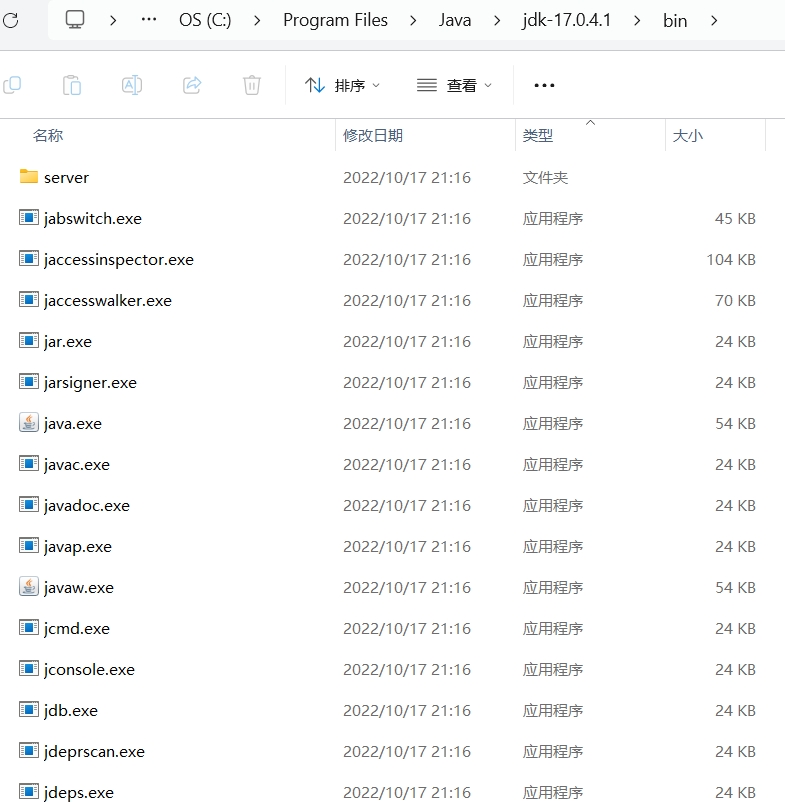 OS (C:) Program Files Java jdk-17.0.4.1 bin
排序 查看
名称 修改日期 类型 大小
server 2022/10/17 21:16 文件夹
jabswitch.exe 2022/10/17 21:16 应用程序 45 KB
jaccessinspector.exe 2022/10/17 21:16 应用程序 104 KB
jaccesswalker.exe 2022/10/17 21:16 应用程序 70 KB
jar.exe 2022/10/17 21:16 应用程序 24 KB
jarsigner.exe 2022/10/17 21:16 应用程序 24 KB
java.exe 2022/10/17 21:16 应用程序 54 KB
javac.exe 2022/10/17 21:16 应用程序 24 KB
javadoc.exe 2022/10/17 21:16 应用程序 24 KB
javap.exe 2022/10/17 21:16 应用程序 24 KB
javaw.exe 2022/10/17 21:16 应用程序 54 KB
jcmd.exe 2022/10/17 21:16 应用程序 24 KB
jconsole.exe 2022/10/17 21:16 应用程序 24 KB
jdb.exe 2022/10/17 21:16 应用程序 24 KB
jdeprscan.exe 2022/10/17 21:16 应用程序 24 KB
jdeps.exe 2022/10/17 21:16 应用程序 24 KB